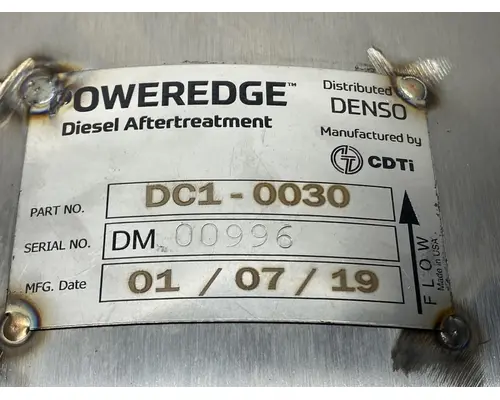 POWEREDGE™
Diesel Aftertreatment
Distributed
DENSO
Manufactured by
CDTi
PART NO. DC1-0030
SERIAL NO. DM 00996
MFG. Date 01 / 07 / 19
FLOW
Made in USA